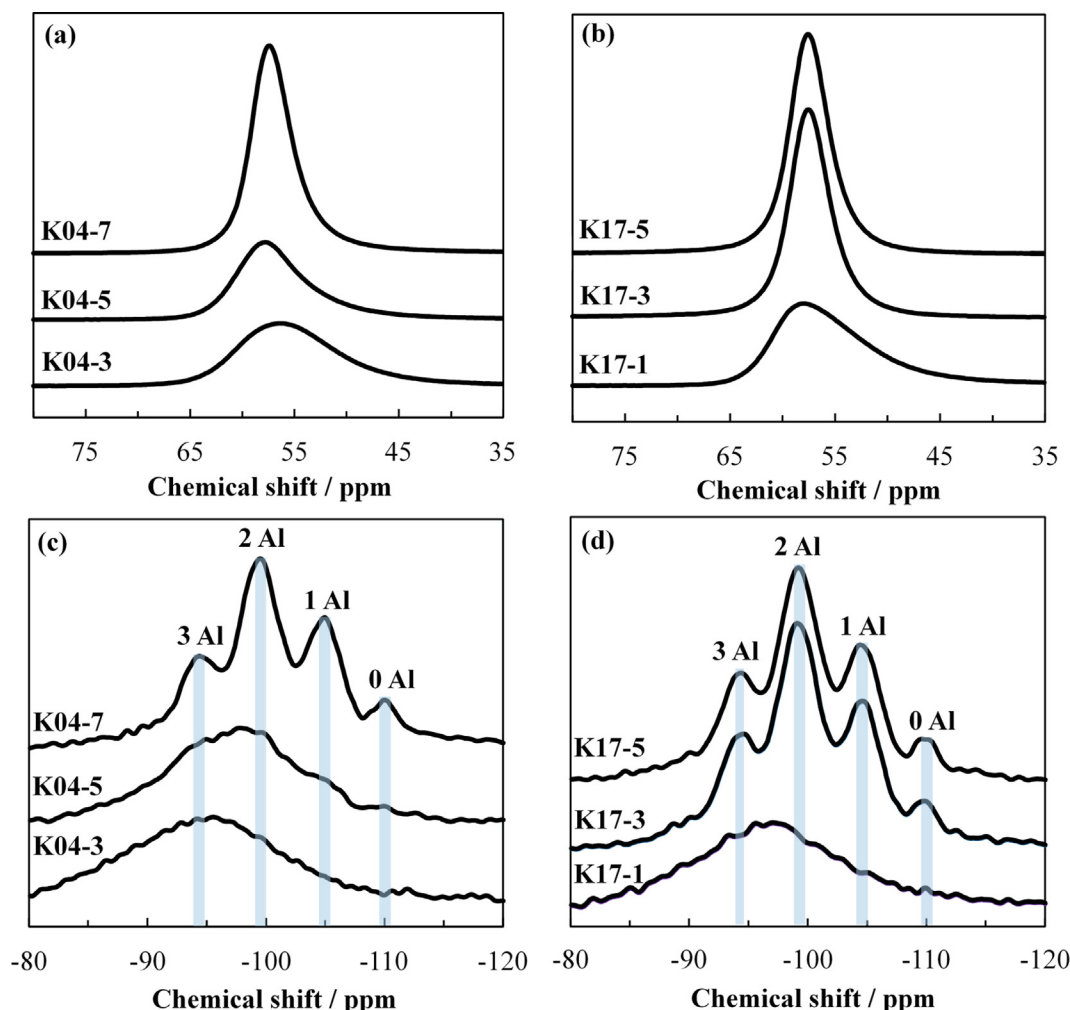 (a)
K04-7
K04-5
K04-3
75 65 55 45 35
Chemical shift / ppm
(b)
K17-5
K17-3
K17-1
75 65 55 45 35
Chemical shift / ppm
(c)
2 Al
1 Al
3 Al
0 Al
K04-7
K04-5
K04-3
-80 -90 -100 -110 -120
Chemical shift / ppm
(d)
2 Al
1 Al
3 Al
0 Al
K17-5
K17-3
K17-1
-80 -90 -100 -110 -120
Chemical shift / ppm